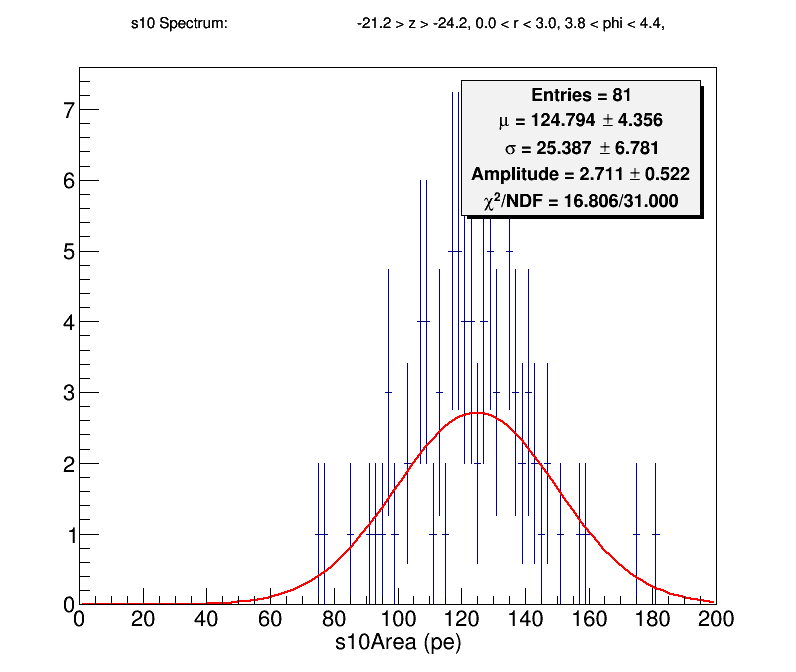 s10 Spectrum: -21.2 > z > -24.2, 0.0 < r < 3.0, 3.8 < phi < 4.4,
Entries = 81
μ = 124.794 ± 4.356
σ = 25.387 ± 6.781
Amplitude = 2.711 ± 0.522
χ²/NDF = 16.806/31.000
7
6
5
4
3
2
1
0
0 20 40 60 80 100 120 140 160 180 200
s10Area (pe)